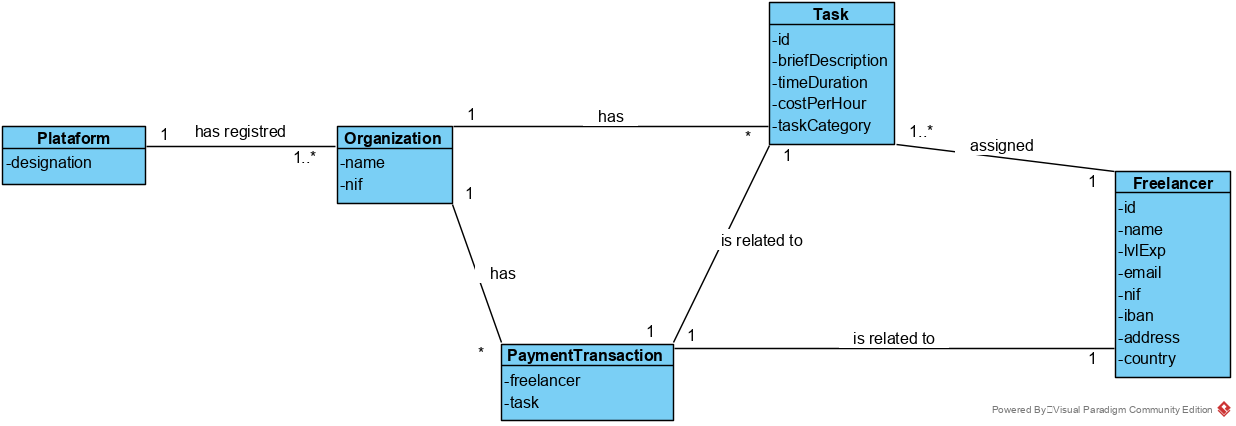 Task
-id
-briefDescription
-timeDuration
-costPerHour
-taskCategory
Plataform
-designation
1
has registred
1..*
Organization
-name
-nif
1
has
*
1
has
*
1
is related to
1
1..*
assigned
1
Freelancer
-id
-name
-lvlExp
-email
-nif
-iban
-address
-country
1
is related to
1
PaymentTransaction
-freelancer
-task
Powered By Visual Paradigm Community Edition